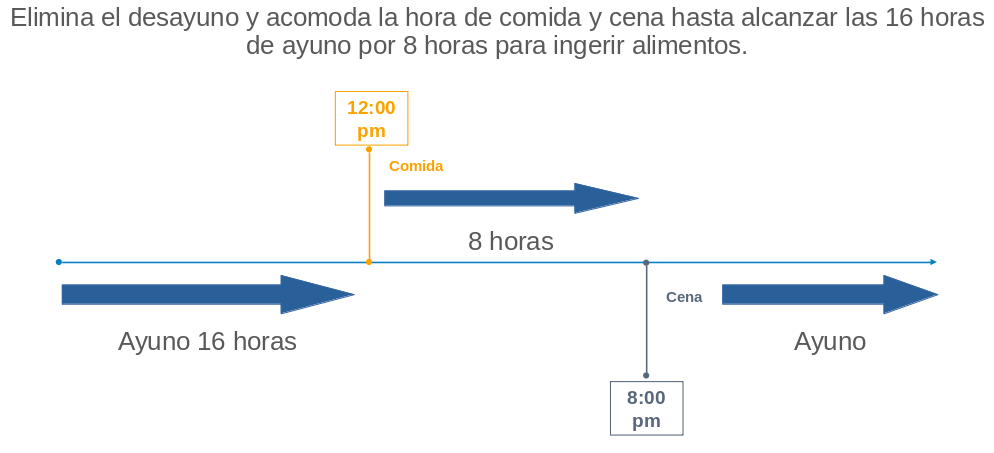 Elimina el desayuno y acomoda la hora de comida y cena hasta alcanzar las 16 horas
de ayuno por 8 horas para ingerir alimentos.
12:00
pm
Comida
8 horas
Cena
Ayuno 16 horas
Ayuno
8:00
pm